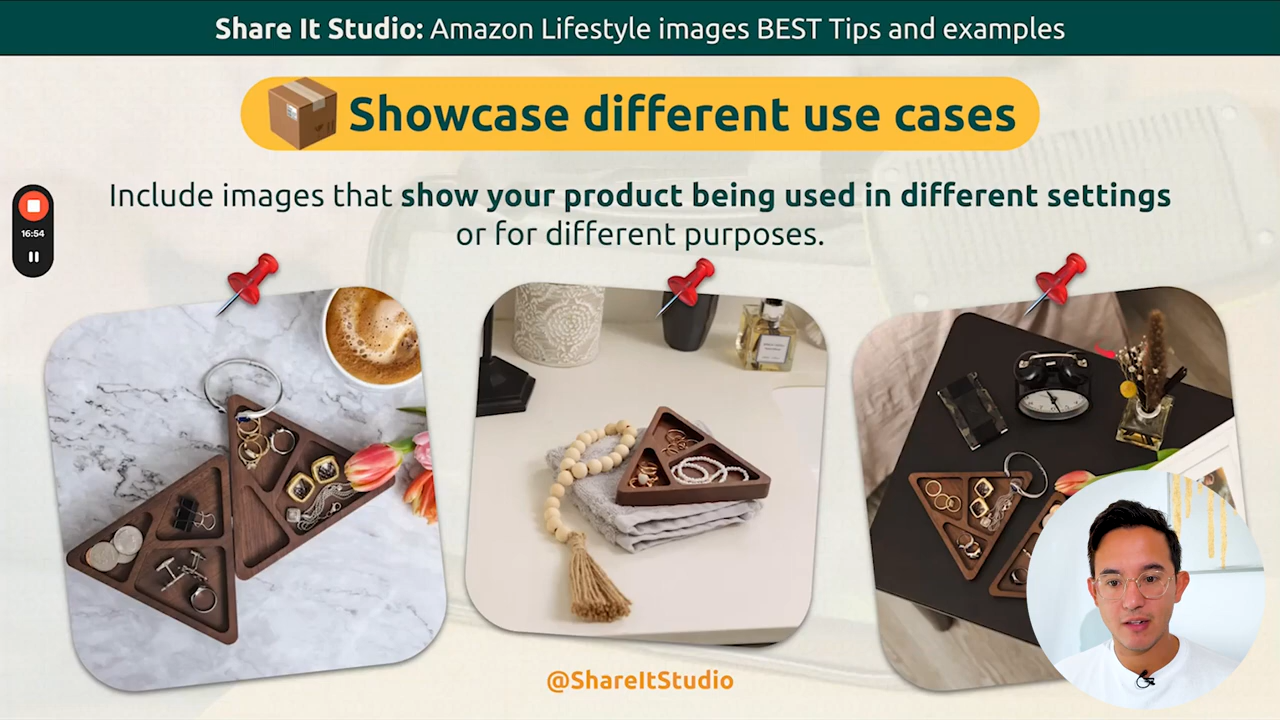 Share It Studio: Amazon Lifestyle images BEST Tips and examples
Showcase different use cases
Include images that show your product being used in different settings
or for different purposes.
16:54
@ShareItStudio